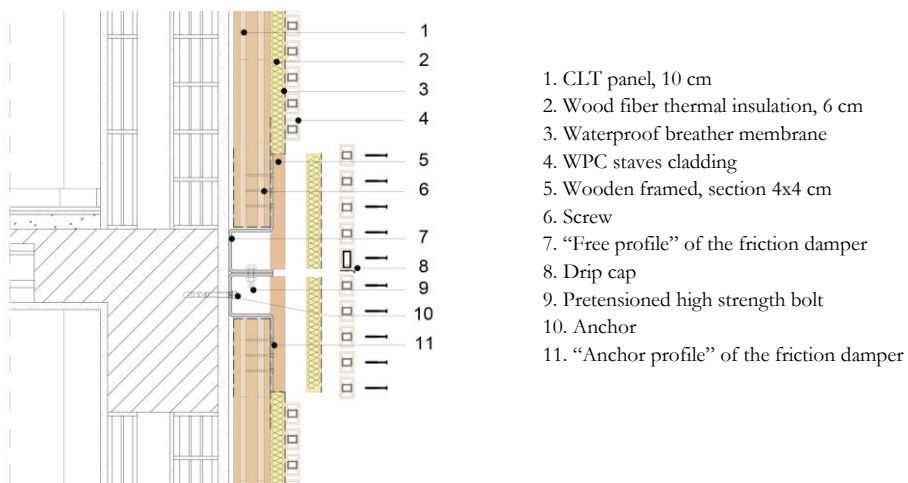 1
2
3
4
5
6
7
8
9
10
11
1. CLT panel, 10 cm
2. Wood fiber thermal insulation, 6 cm
3. Waterproof breather membrane
4. WPC staves cladding
5. Wooden framed, section 4x4 cm
6. Screw
7. “Free profile” of the friction damper
8. Drip cap
9. Pretensioned high strength bolt
10. Anchor
11. “Anchor profile” of the friction damper